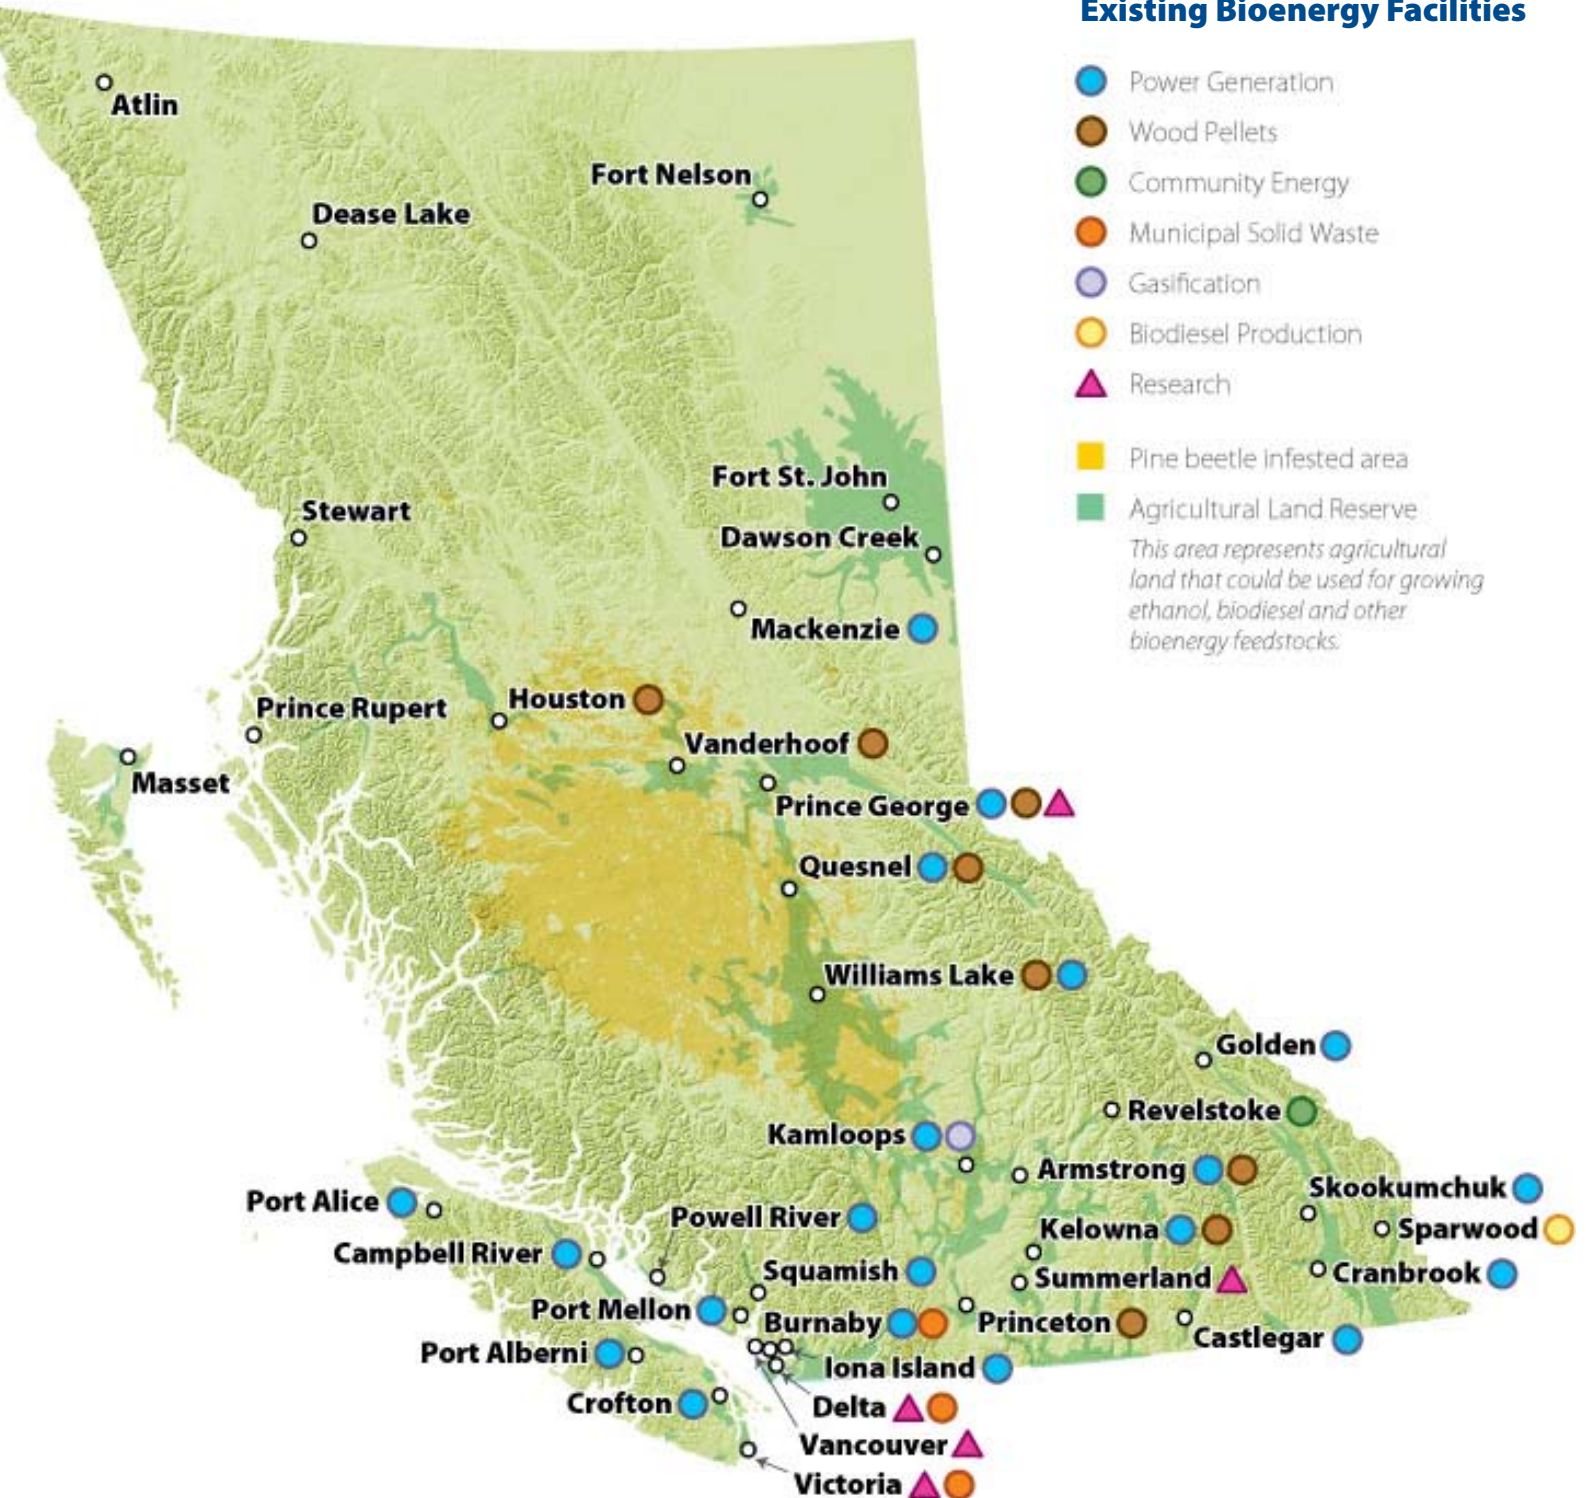 Existing Bioenergy Facilities
Power Generation
Wood Pellets
Community Energy
Municipal Solid Waste
Gasification
Biodiesel Production
Research
Pine beetle infested area
Agricultural Land Reserve
This area represents agricultural
land that could be used for growing
ethanol, biodiesel and other
bioenergy feedstocks.
Atlin
Fort Nelson
Dease Lake
Fort St. John
Stewart
Dawson Creek
Mackenzie
Houston
Prince Rupert
Vanderhoof
Masset
Prince George
Quesnel
Williams Lake
Golden
Revelstoke
Kamloops
Armstrong
Skookumchuk
Port Alice
Powell River
Kelowna
Sparwood
Campbell River
Squamish
Summerland
Cranbrook
Port Mellon
Burnaby
Princeton
Castlegar
Port Alberni
Iona Island
Crofton
Delta
Vancouver
Victoria